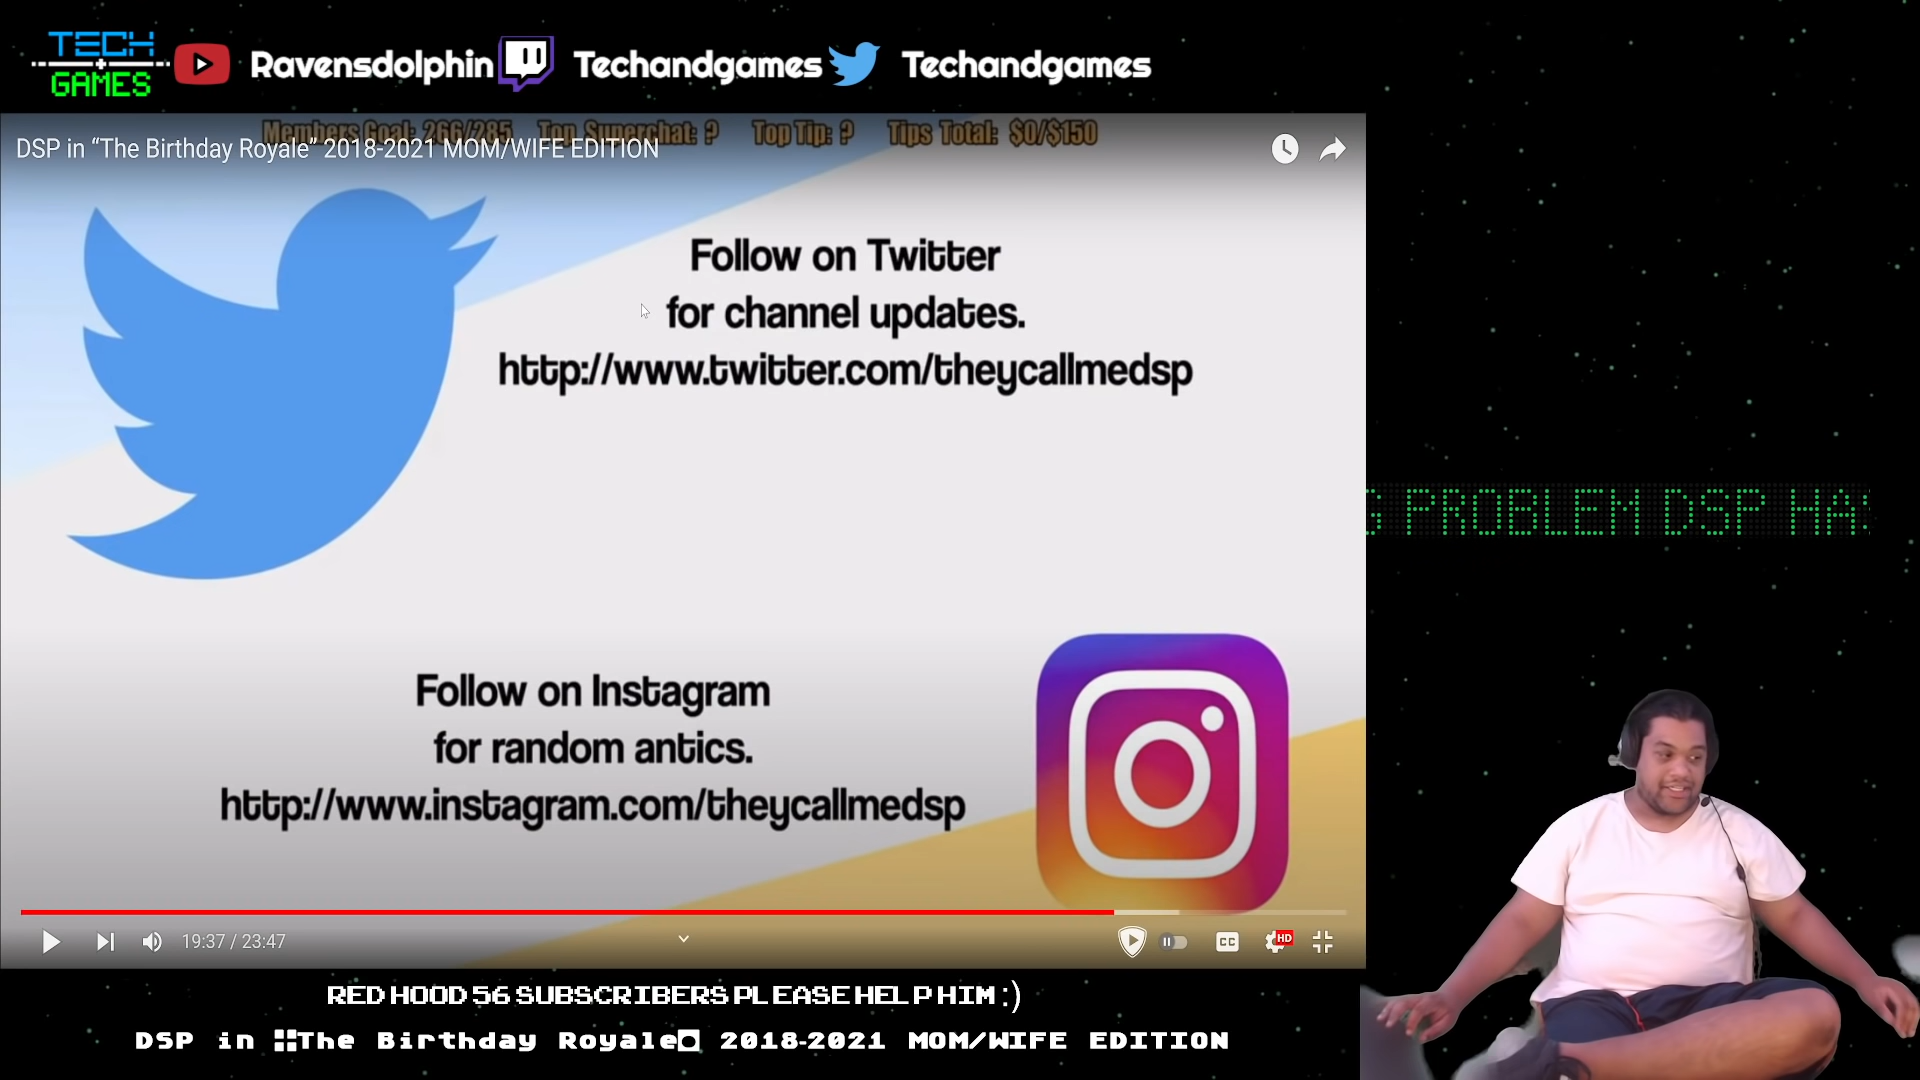 TECH
GAMES
Ravensdolphin
Techandgames
Techandgames
Members Goal: 266/285 Top Superchat: ? Top Tip: ? Tips Total: $0/$150
DSP in “The Birthday Royale” 2018-2021 MOM/WIFE EDITION
Follow on Twitter
for channel updates.
http://www.twitter.com/theycallmedsp
PROBLEM DSP HAS
Follow on Instagram
for random antics.
http://www.instagram.com/theycallmedsp
19:37 / 23:47
CC
HD
RED HOOD 56 SUBSCRIBERS PLEASE HELP HIM :)
DSP in The Birthday Royale 2018-2021 MOM/WIFE EDITION